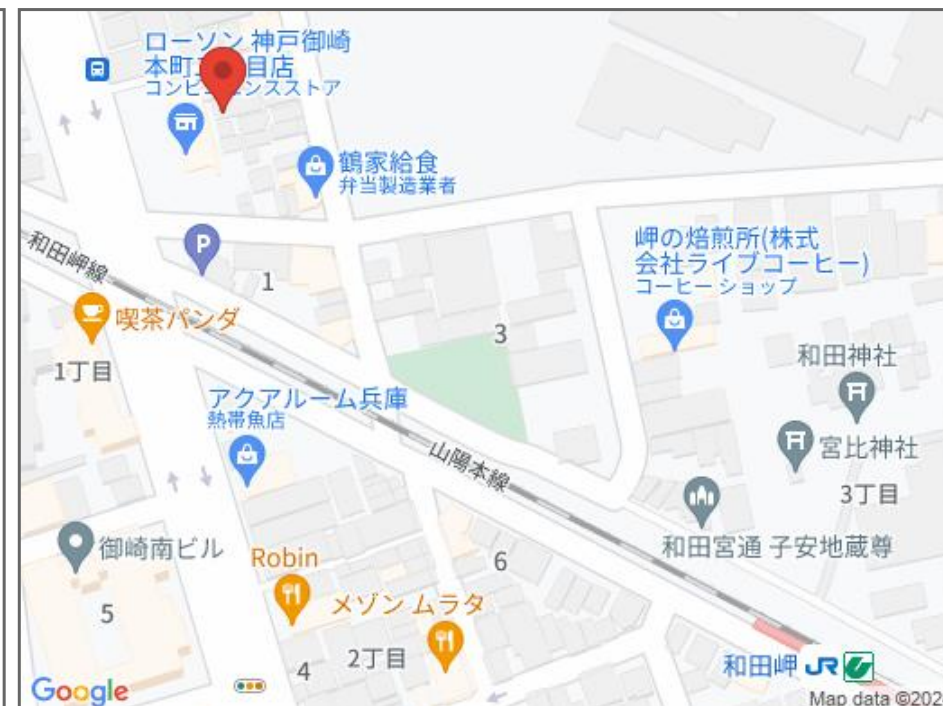 ローソン 神戸御崎
本町 目店
コンビ ンスストア
鶴家給食
弁当製造業者
P
和田岬線
1
喫茶パンダ
1丁目
岬の焙煎所(株式
会社ライブコーヒー)
コーヒー ショップ
3
和田神社
アクアルーム兵庫
熱帯魚店
山陽本線
宮比神社
3丁目
御崎南ビル
和田宮通 子安地蔵尊
Robin
6
メゾン ムラタ
5
4
2丁目
和田岬 JR
Google
Map data ©202